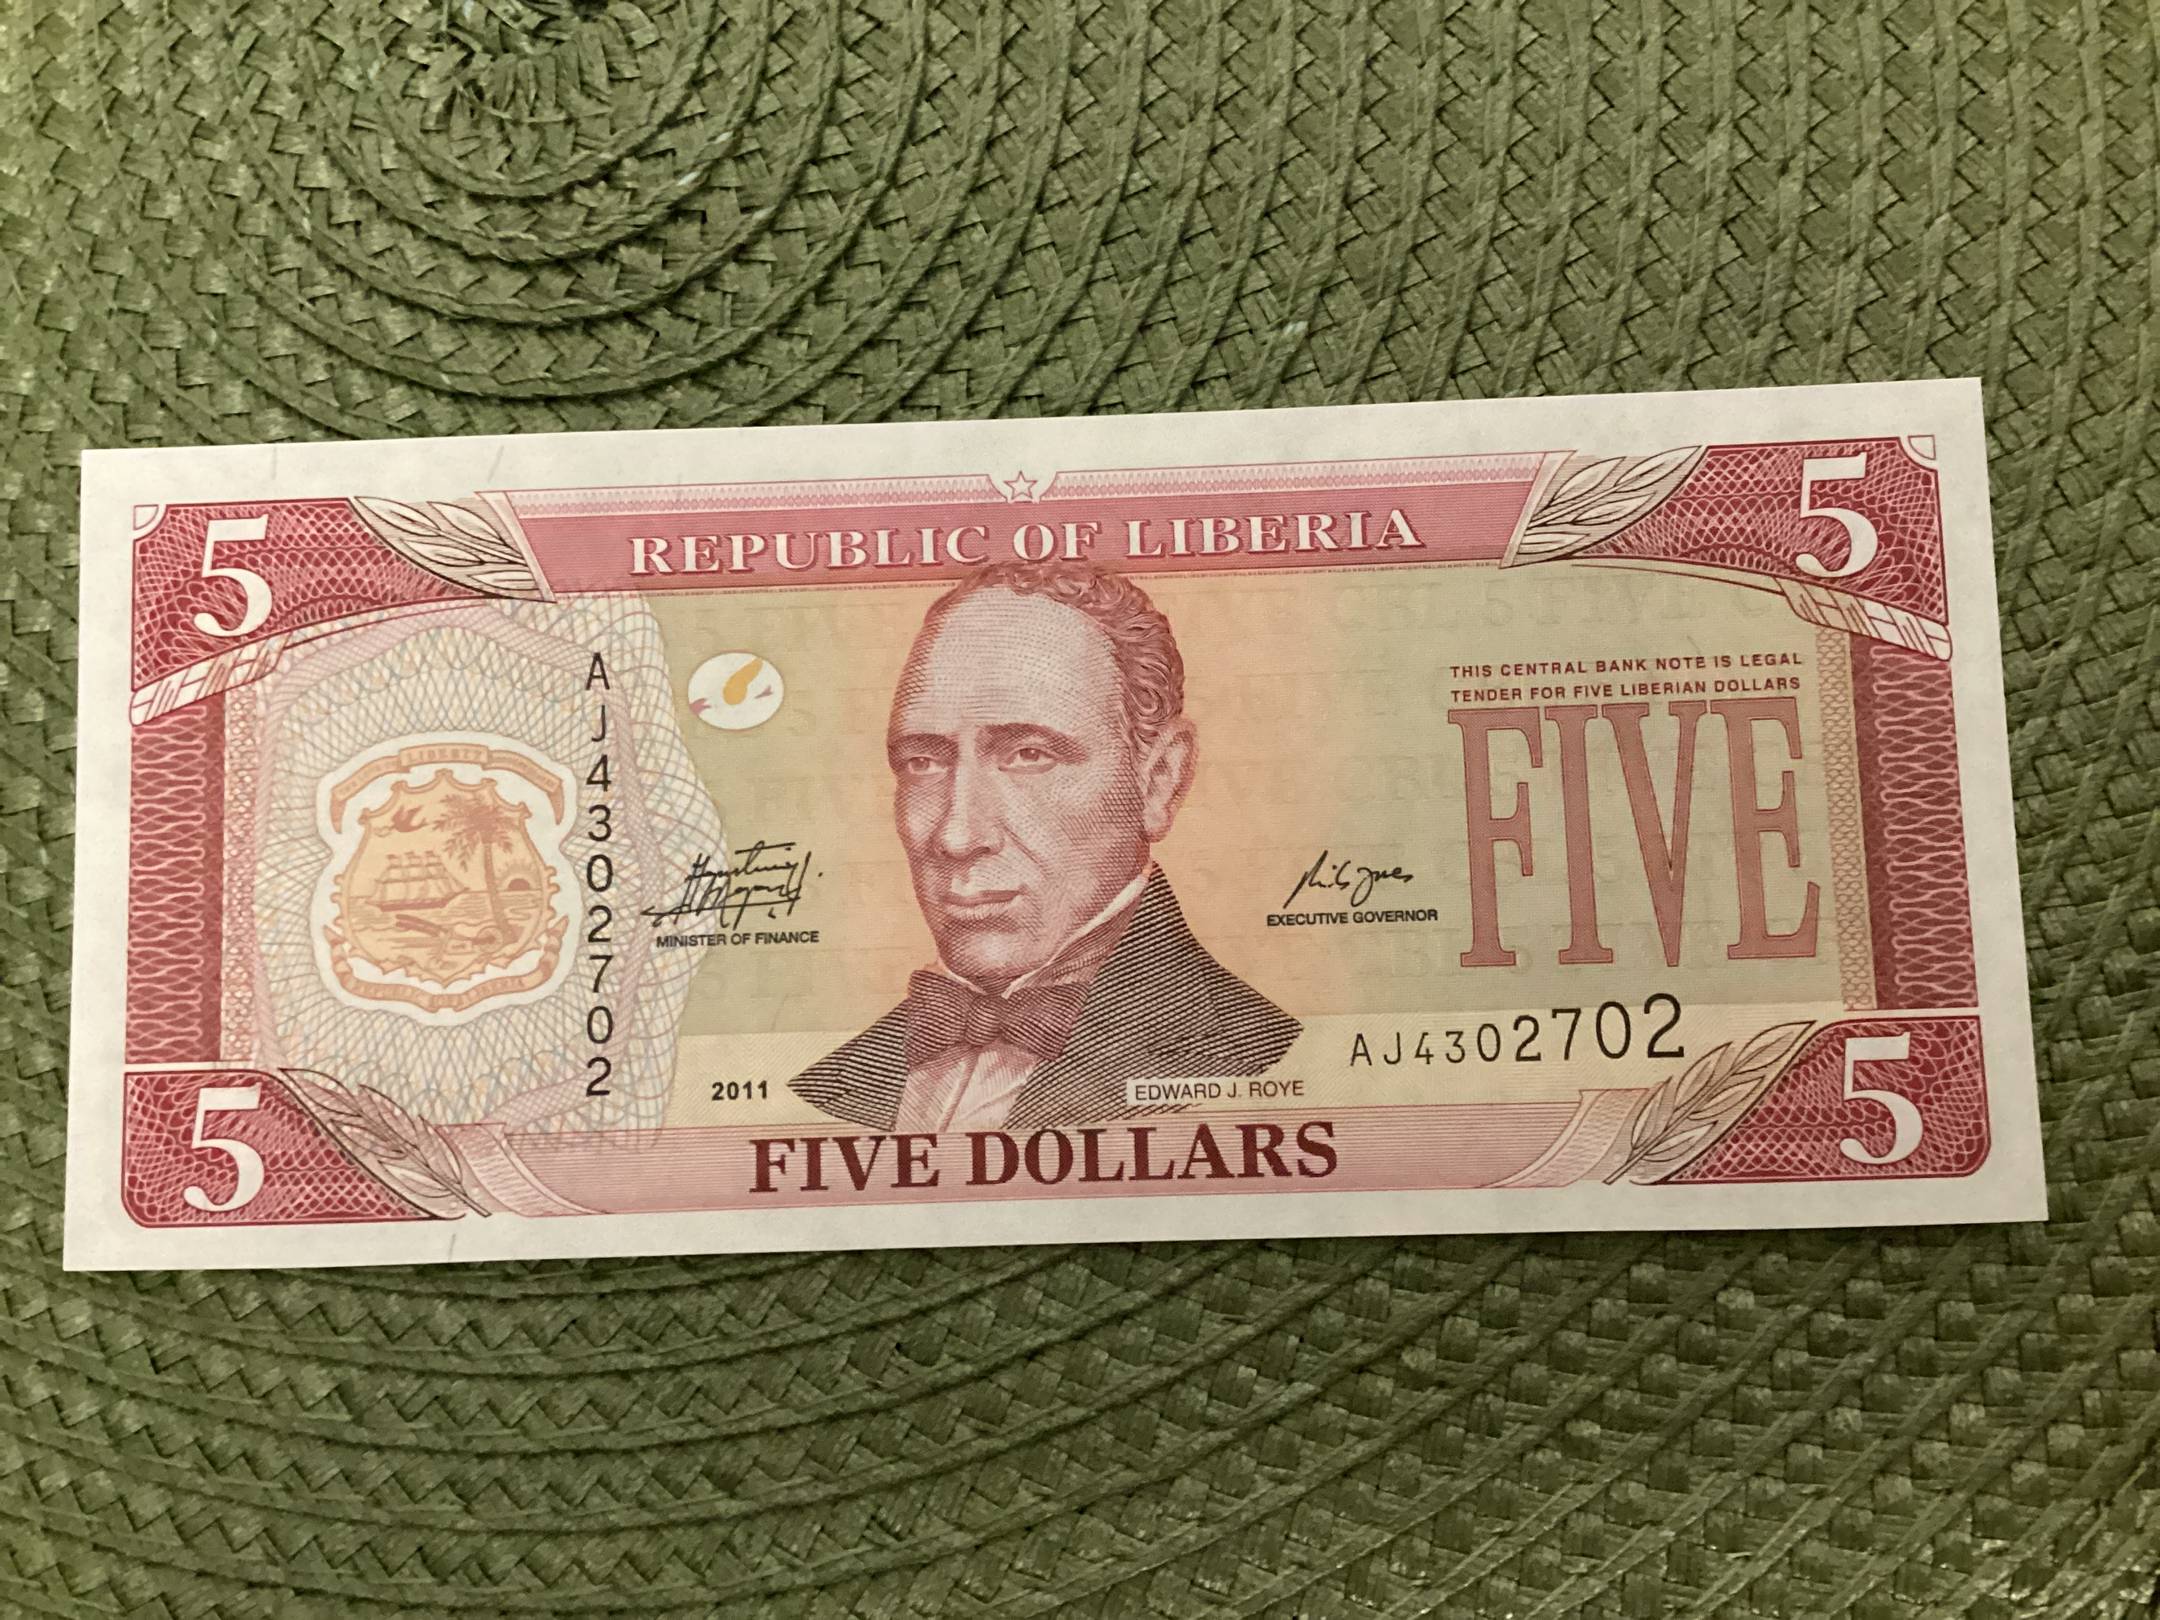 5
REPUBLIC OF LIBERIA
5
AJ4302702
THIS CENTRAL BANK NOTE IS LEGAL
TENDER FOR FIVE LIBERIAN DOLLARS
FIVE
MINISTER OF FINANCE
EXECUTIVE GOVERNOR
AJ4302702
2011
EDWARD J. ROYE
5
FIVE DOLLARS
5